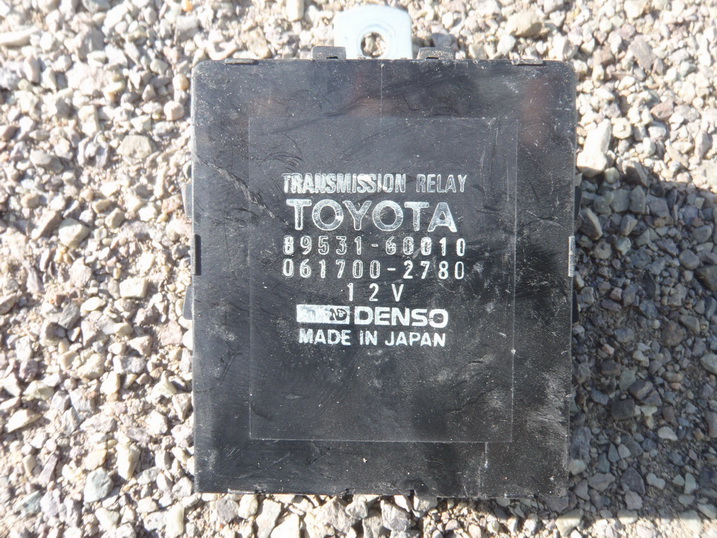 TRANSMISSION RELAY
TOYOTA
89531-60010
061700-2780
12V
DENSO
MADE IN JAPAN